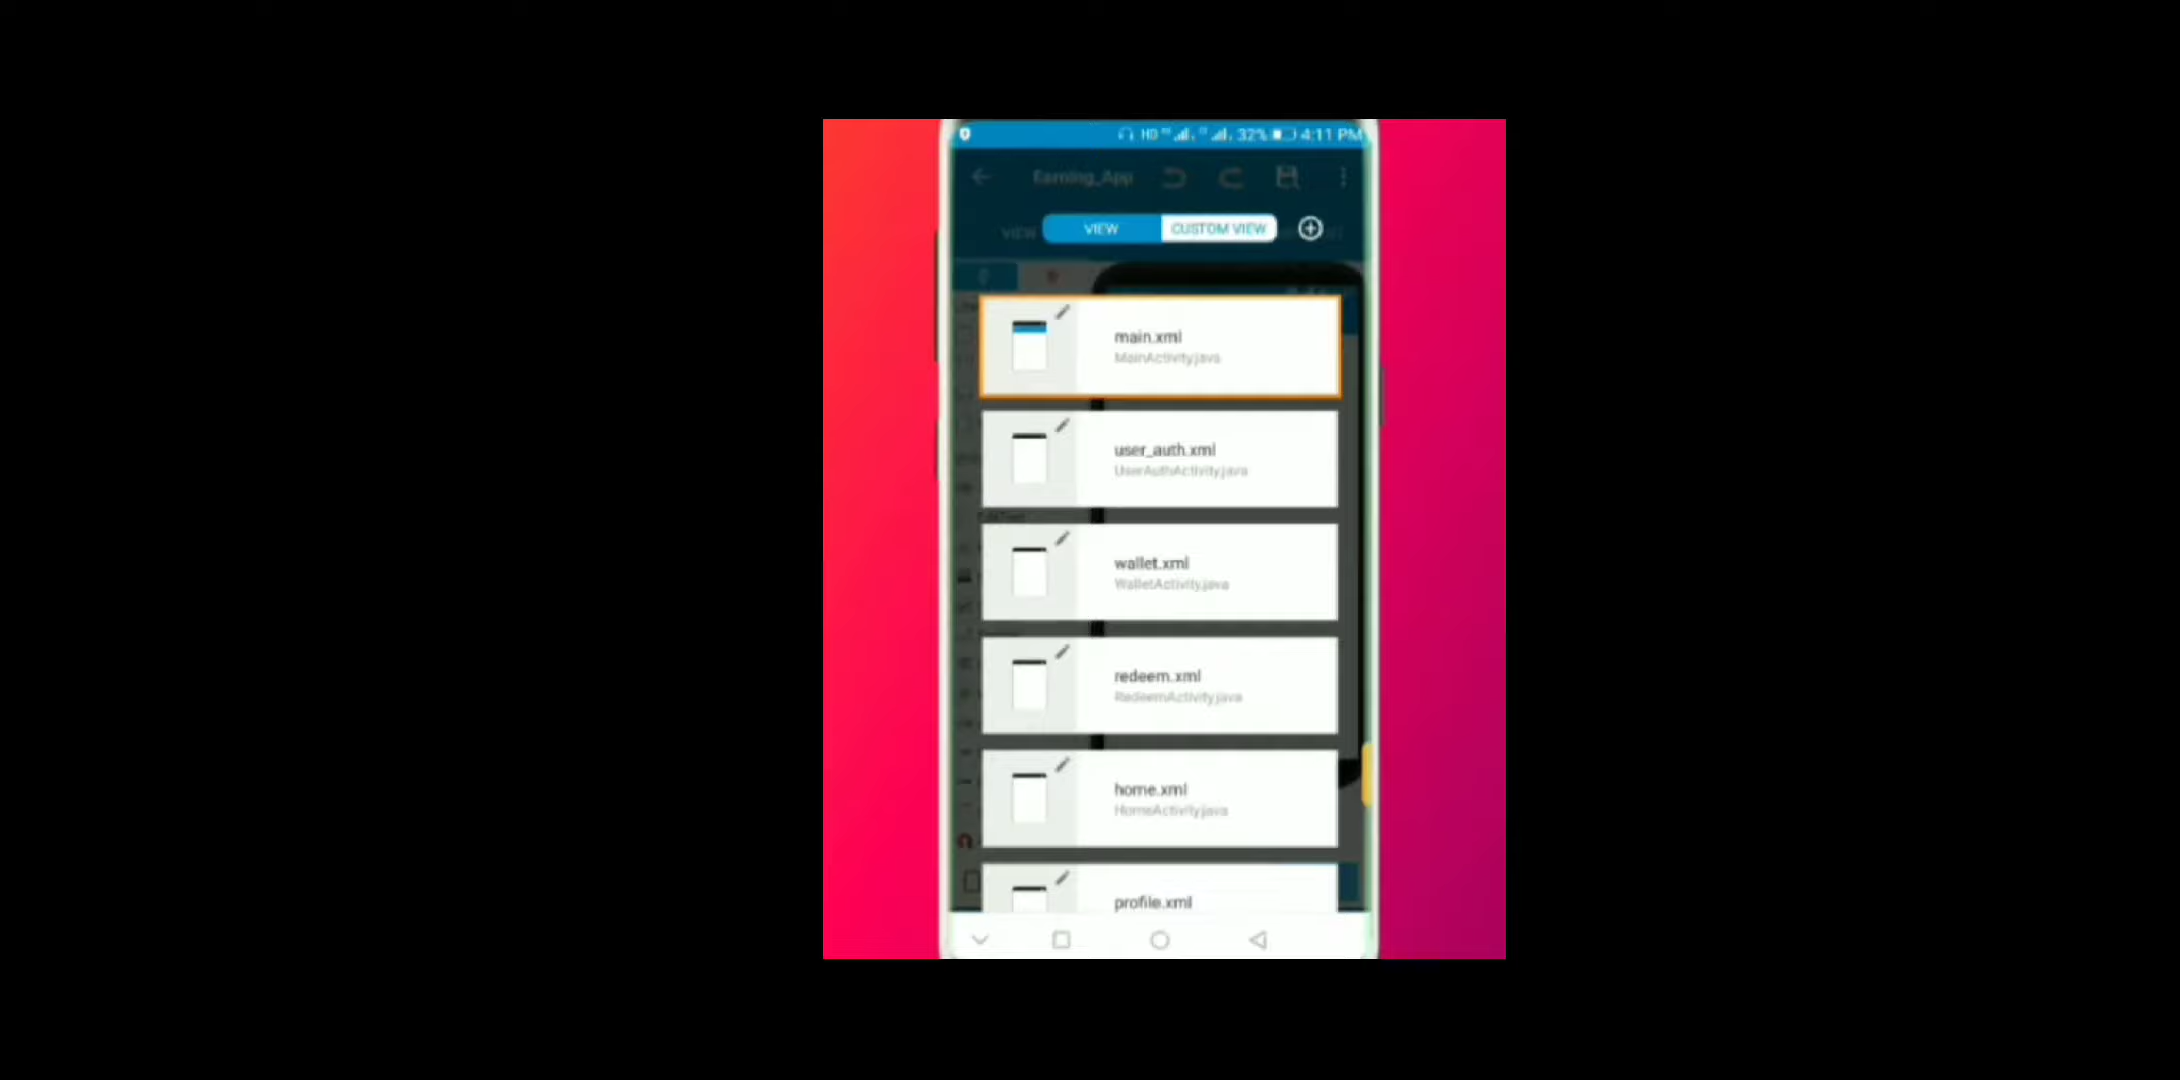 HD 32% 4:11 PM
Earning_App
VIEW VIEW CUSTOM VIEW
main.xml
MainActivity.java
user_auth.xml
UserAuthActivity.java
wallet.xml
WalletActivity.java
redeem.xml
RedeemActivity.java
home.xml
HomeActivity.java
profile.xml